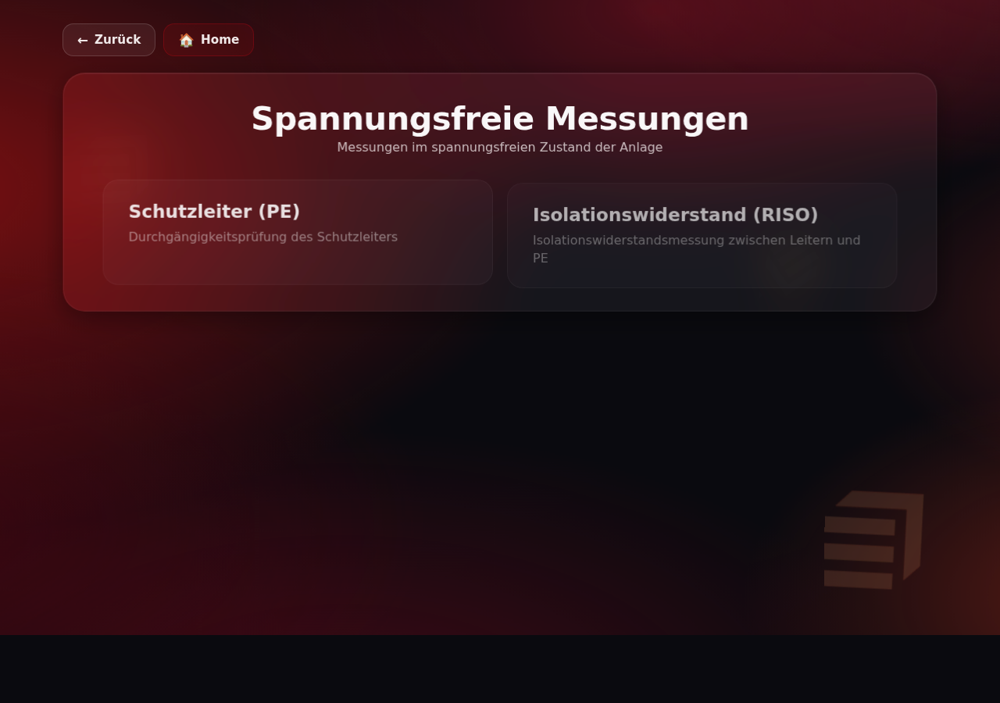 ← Zurück
🏠 Home
Spannungsfreie Messungen
Messungen im spannungsfreien Zustand der Anlage
Schutzleiter (PE)
Durchgängigkeitsprüfung des Schutzleiters
Isolationswiderstand (RISO)
Isolationswiderstandsmessung zwischen Leitern und
PE